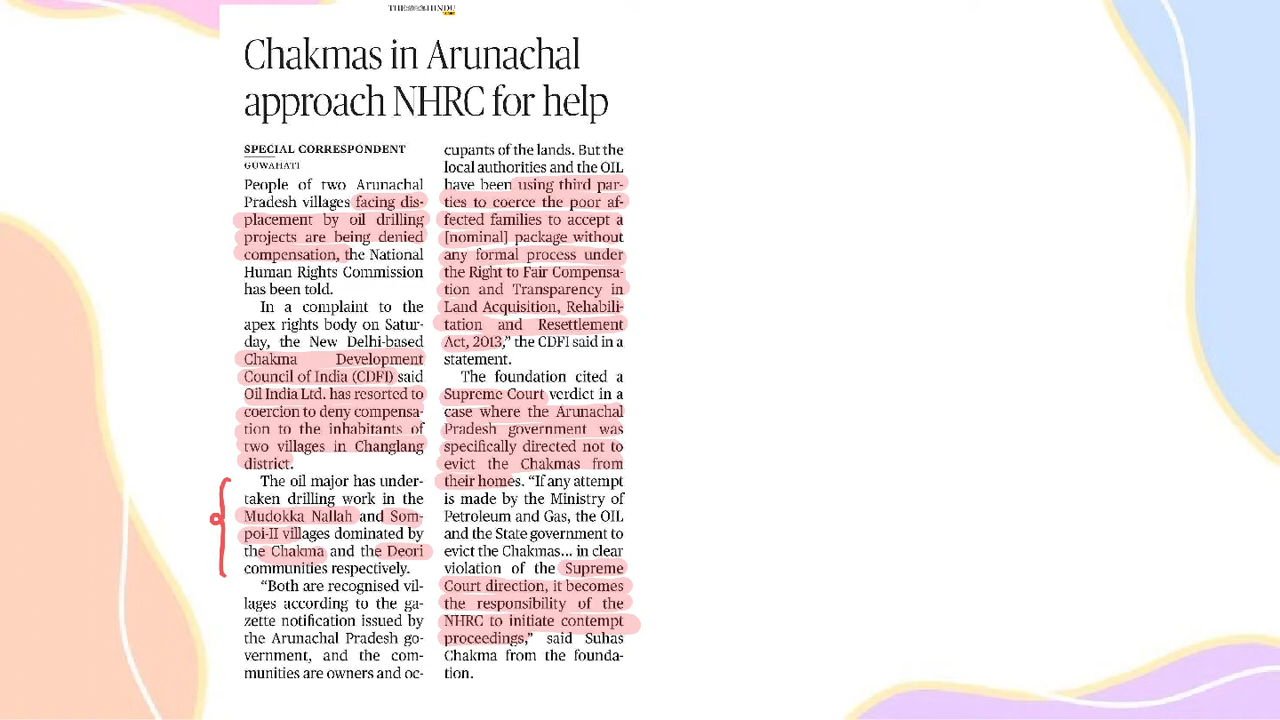 THE HINDU
Chakmas in Arunachal
approach NHRC for help
SPECIAL CORRESPONDENT
GUWAHATI
People of two Arunachal
Pradesh villages facing dis-
placement by oil drilling
projects are being denied
compensation, the National
Human Rights Commission
has been told.
In a complaint to the
apex rights body on Satur-
day, the New Delhi-based
Chakma Development
Council of India (CDFI) said
Oil India Ltd. has resorted to
coercion to deny compensa-
tion to the inhabitants of
two villages in Changlang
district.
The oil major has under-
taken drilling work in the
Mudokka Nallah and Som-
poi-II villages dominated by
the Chakma and the Deori
communities respectively.
“Both are recognised vil-
lages according to the ga-
zette notification issued by
the Arunachal Pradesh go-
vernment, and the com-
munities are owners and oc-
cupants of the lands. But the
local authorities and the OIL
have been using third par-
ties to coerce the poor af-
fected families to accept a
[nominal] package without
any formal process under
the Right to Fair Compensa-
tion and Transparency in
Land Acquisition, Rehabili-
tation and Resettlement
Act, 2013,” the CDFI said in a
statement.
The foundation cited a
Supreme Court verdict in a
case where the Arunachal
Pradesh government was
specifically directed not to
evict the Chakmas from
their homes. “If any attempt
is made by the Ministry of
Petroleum and Gas, the OIL
and the State government to
evict the Chakmas... in clear
violation of the Supreme
Court direction, it becomes
the responsibility of the
NHRC to initiate contempt
proceedings,” said Suhas
Chakma from the founda-
tion.